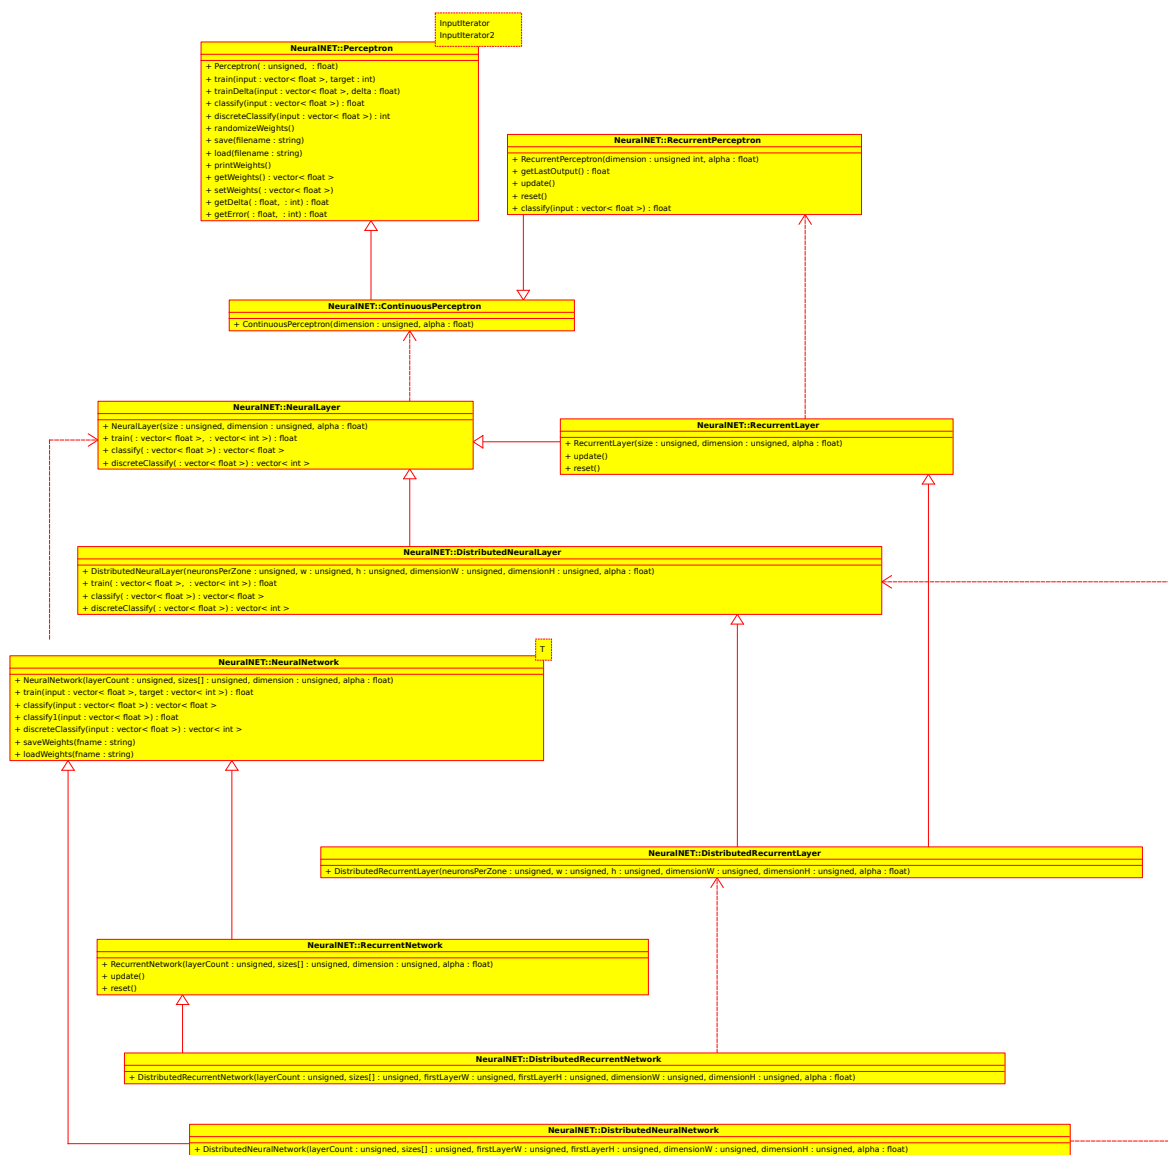 InputIterator
InputIterator2
NeuralNET::Perceptron
+ Perceptron( : unsigned,  : float)
+ train(input : vector< float >, target : int)
+ trainDelta(input : vector< float >, delta : float)
+ classify(input : vector< float >) : float
+ discreteClassify(input : vector< float >) : int
+ randomizeWeights()
+ save(filename : string)
+ load(filename : string)
+ printWeights()
+ getWeights() : vector< float >
+ setWeights( : vector< float >)
+ getDelta( : float,  : int) : float
+ getError( : float,  : int) : float
NeuralNET::RecurrentPerceptron
+ RecurrentPerceptron(dimension : unsigned int, alpha : float)
+ getLastOutput() : float
+ update()
+ reset()
+ classify(input : vector< float >) : float
NeuralNET::ContinuousPerceptron
+ ContinuousPerceptron(dimension : unsigned, alpha : float)
NeuralNET::NeuralLayer
+ NeuralLayer(size : unsigned, dimension : unsigned, alpha : float)
+ train( : vector< float >,  : vector< int >) : float
+ classify( : vector< float >) : vector< float >
+ discreteClassify( : vector< float >) : vector< int >
NeuralNET::RecurrentLayer
+ RecurrentLayer(size : unsigned, dimension : unsigned, alpha : float)
+ update()
+ reset()
NeuralNET::DistributedNeuralLayer
+ DistributedNeuralLayer(neuronsPerZone : unsigned, w : unsigned, h : unsigned, dimensionW : unsigned, dimensionH : unsigned, alpha : float)
+ train( : vector< float >,  : vector< int >) : float
+ classify( : vector< float >) : vector< float >
+ discreteClassify( : vector< float >) : vector< int >
T
NeuralNET::NeuralNetwork
+ NeuralNetwork(layerCount : unsigned, sizes[] : unsigned, dimension : unsigned, alpha : float)
+ train(input : vector< float >, target : vector< int >) : float
+ classify(input : vector< float >) : vector< float >
+ classify1(input : vector< float >) : float
+ discreteClassify(input : vector< float >) : vector< int >
+ saveWeights(fname : string)
+ loadWeights(fname : string)
NeuralNET::DistributedRecurrentLayer
+ DistributedRecurrentLayer(neuronsPerZone : unsigned, w : unsigned, h : unsigned, dimensionW : unsigned, dimensionH : unsigned, alpha : float)
NeuralNET::RecurrentNetwork
+ RecurrentNetwork(layerCount : unsigned, sizes[] : unsigned, dimension : unsigned, alpha : float)
+ update()
+ reset()
NeuralNET::DistributedRecurrentNetwork
+ DistributedRecurrentNetwork(layerCount : unsigned, sizes[] : unsigned, firstLayerW : unsigned, firstLayerH : unsigned, dimensionW : unsigned, dimensionH : unsigned, alpha : float)
NeuralNET::DistributedNeuralNetwork
+ DistributedNeuralNetwork(layerCount : unsigned, sizes[] : unsigned, firstLayerW : unsigned, firstLayerH : unsigned, dimensionW : unsigned, dimensionH : unsigned, alpha : float)